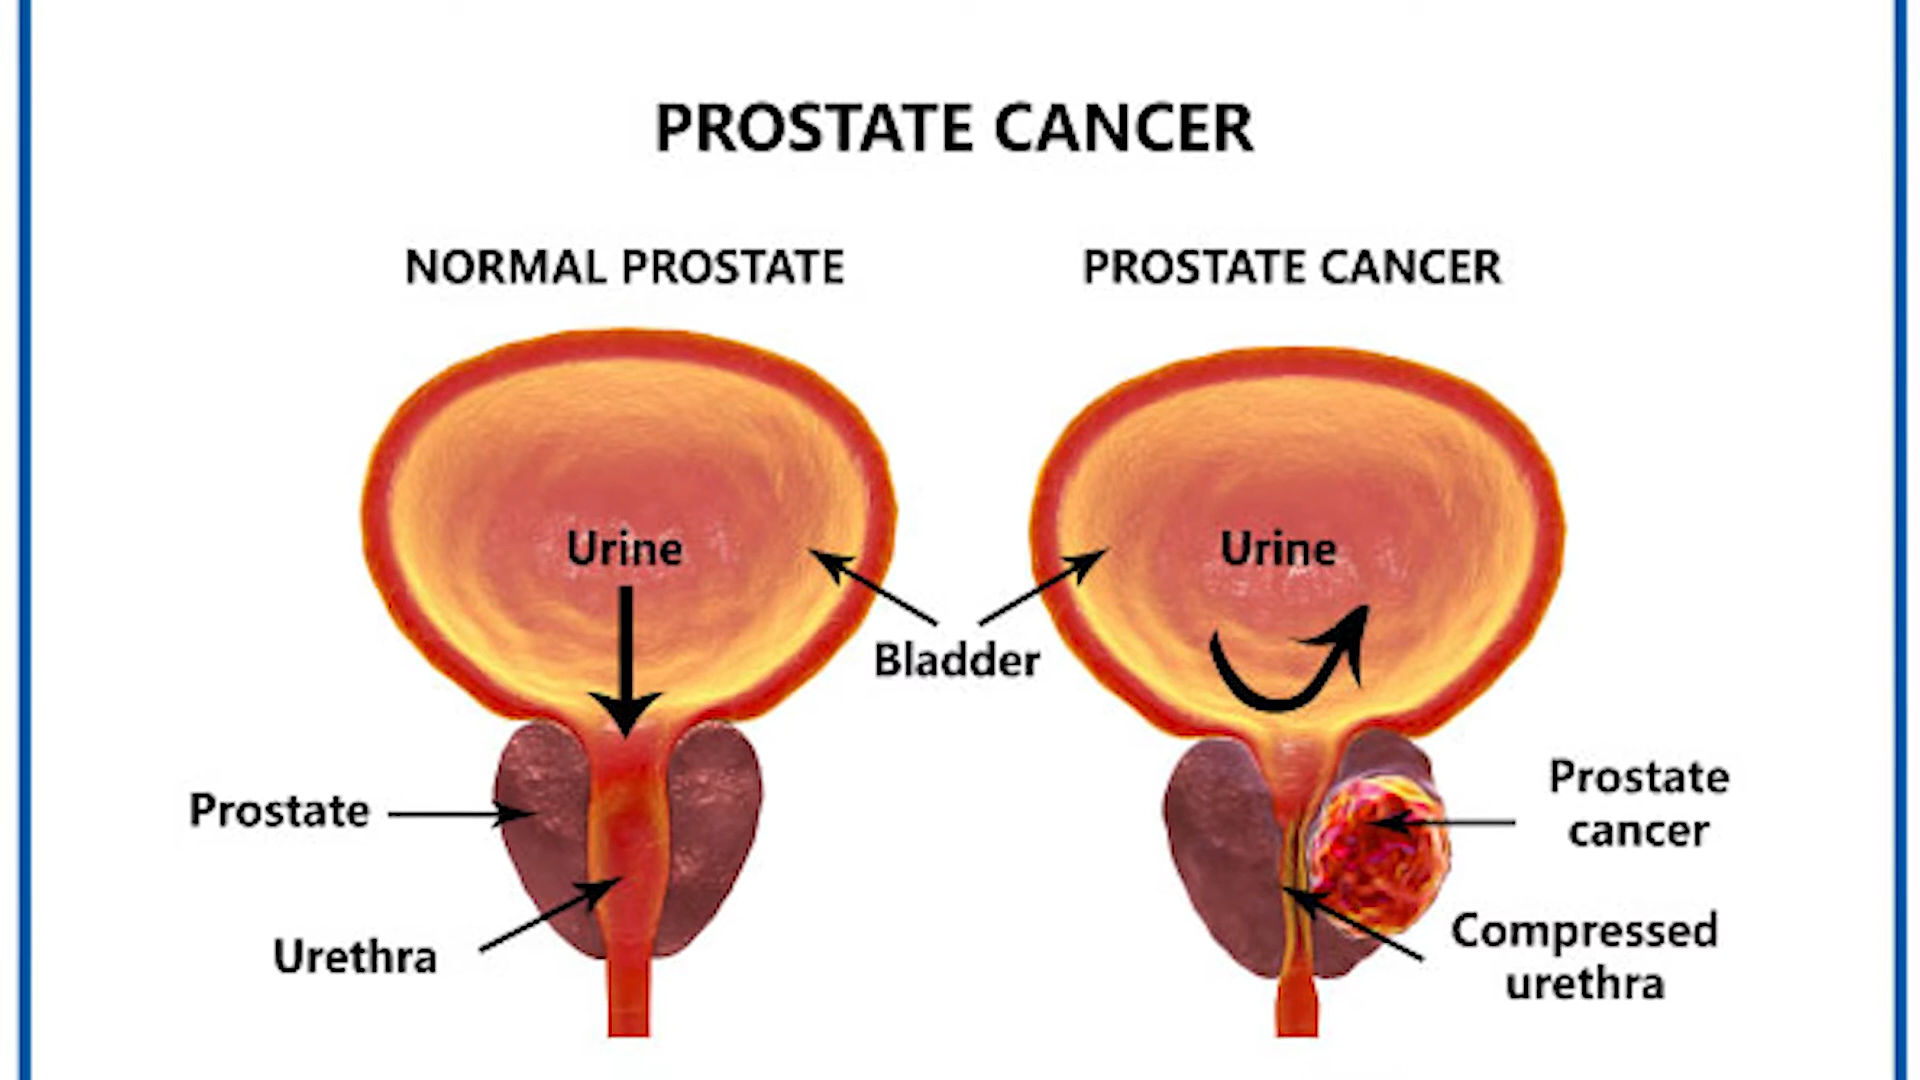 PROSTATE CANCER
NORMAL PROSTATE
PROSTATE CANCER
Urine
Urine
Bladder
Prostate
Urethra
Prostate
cancer
Compressed
urethra